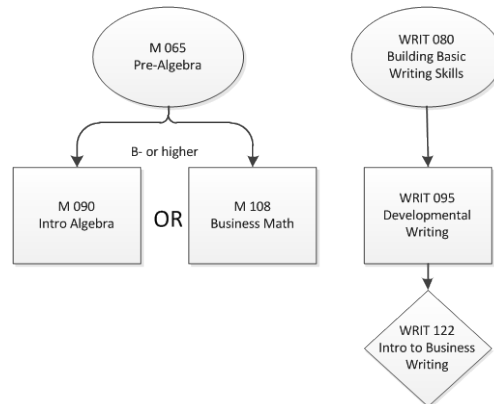 M 065
Pre-Algebra
B- or higher
M 090
Intro Algebra
OR
M 108
Business Math
WRIT 080
Building Basic
Writing Skills
WRIT 095
Developmental
Writing
WRIT 122
Intro to Business
Writing